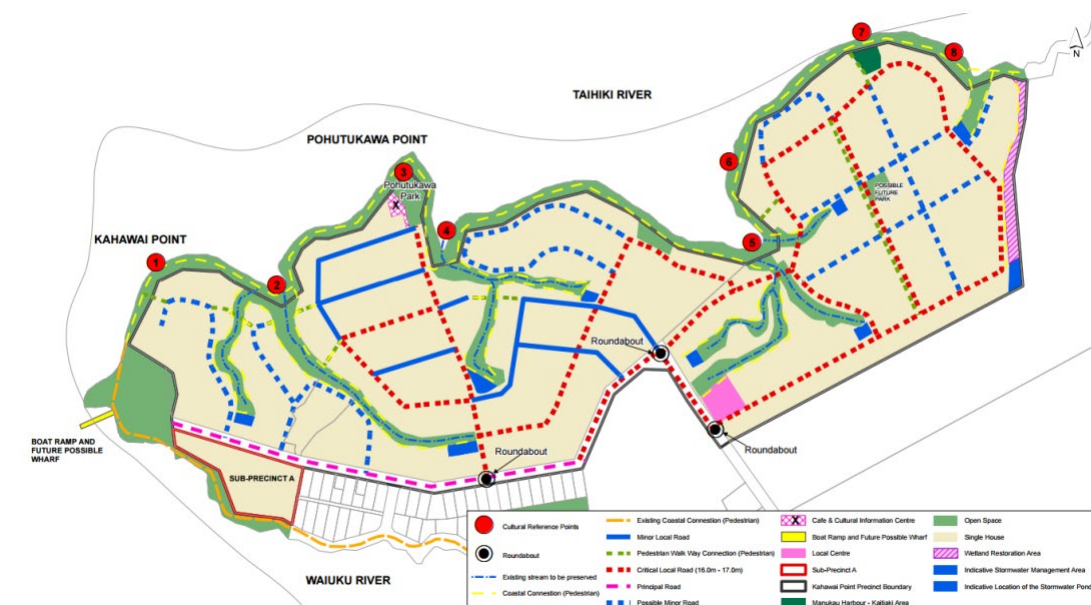 7
8
N
TAIHIKI RIVER
POHUTUKAWA POINT
3
Pohutukawa
Park
X
6
POSSIBLE
FUTURE
PARK
4
KAHAWAI POINT
5
1
2
Roundabout
BOAT RAMP AND
FUTURE POSSIBLE
WHARF
SUB-PRECINCT A
Roundabout
Roundabout
WAIUKU RIVER
Cultural Reference Points
Roundabout
Existing stream to be preserved
Coastal Connection (Pedestrian)
Existing Coastal Connection (Pedestrian)
Minor Local Road
Pedestrian Walk Way Connection (Pedestrian)
Critical Local Road (16.0m - 17.0m)
Principal Road
Possible Minor Road
X
Cafe & Cultural Information Centre
Boat Ramp and Future Possible Wharf
Local Centre
Sub-Precinct A
Kahawai Point Precinct Boundary
Manukau Harbour - Kaitiaki Area
Open Space
Single House
Wetland Restoration Area
Indicative Stormwater Management Area
Indicative Location of the Stormwater Pond